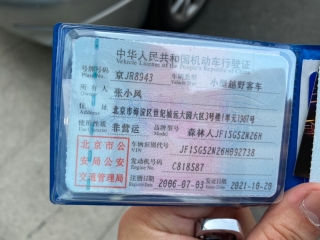 中华人民共和国机动车行驶证
Vehicle License of the People's Republic of China
号牌号码 京JR8943 车辆类型 小型越野客车
所有人 张小凤
住址 北京市海淀区世纪城远大园六区3号楼1单元1907号
使用性质 非营运 品牌型号 森林人JF1SG52N26H
北京市公安局公安交通管理局
车辆识别代号 JF1SG52N26H092738
VIN
发动机号码 C818587
Engine No.
注册日期 2006-07-03 2021-10-28